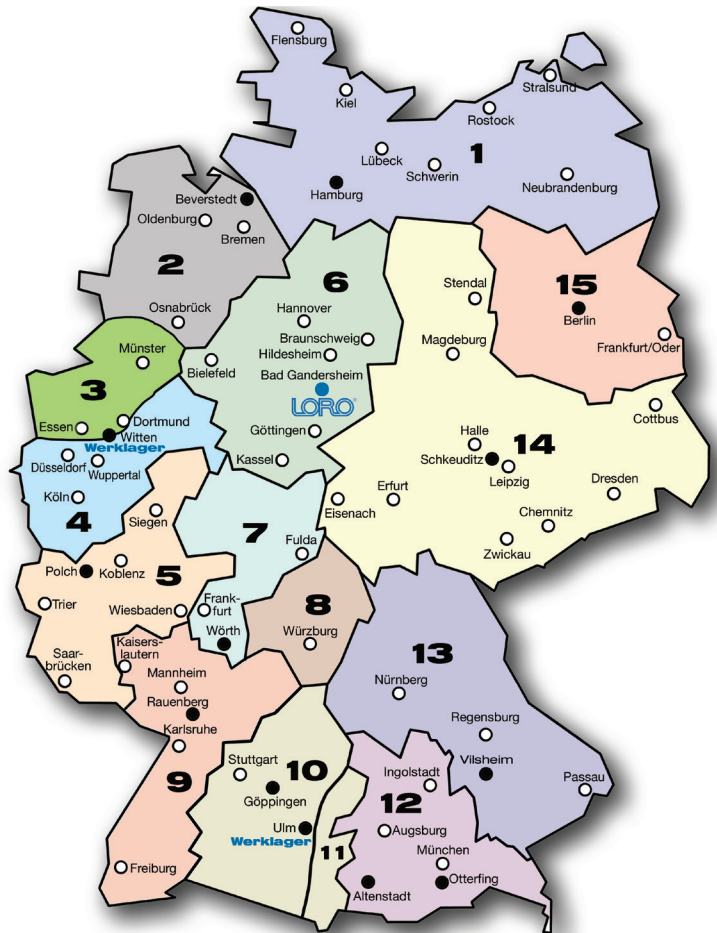 Flensburg
Stralsund
Kiel
Rostock
Lübeck
1
Schwerin
Neubrandenburg
Hamburg
Beverstedt
Oldenburg
Bremen
2
6
15
Stendal
Osnabrück
Hannover
Berlin
Braunschweig
Frankfurt/Oder
Münster
Hildesheim
Magdeburg
Bielefeld
3
Bad Gandersheim
LORO
Cottbus
Essen
Dortmund
Witten
Göttingen
Halle
14
Werklager
Düsseldorf
Wuppertal
Kassel
Schkeuditz
Leipzig
Dresden
Köln
Siegen
Eisenach
Erfurt
4
Chemnitz
7
Zwickau
Fulda
Polch
Koblenz
5
Trier
Wiesbaden
Frank-
furt
8
Wörth
Würzburg
Kaisers-
lautern
13
Saar-
brücken
Mannheim
Nürnberg
Rauenberg
Karlsruhe
Regensburg
Stuttgart
10
Vilsheim
9
Ingolstadt
Passau
Göppingen
12
Ulm
Augsburg
Werklager
11
München
Freiburg
Altenstadt
Otterfing